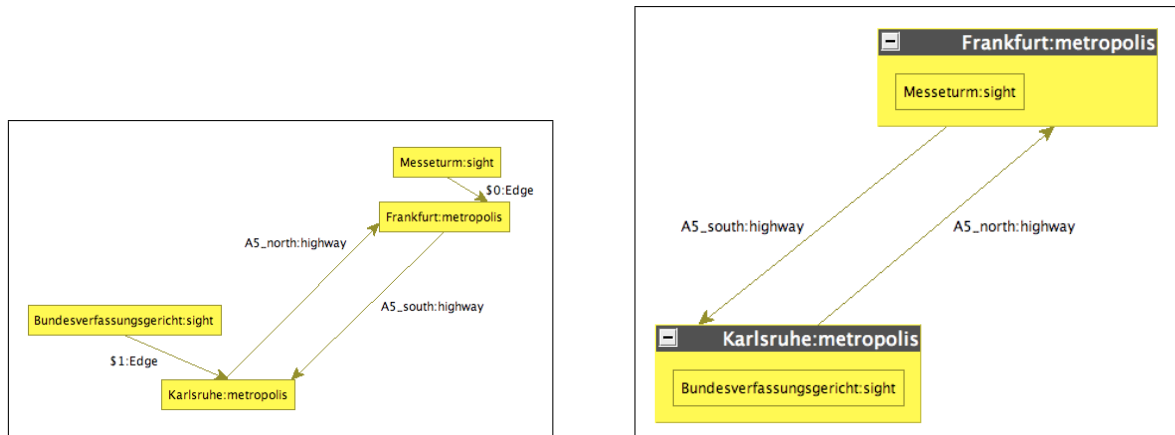 Messeturm:sight
$0:Edge
Frankfurt:metropolis
A5_north:highway
A5_south:highway
Bundesverfassungsgericht:sight
$1:Edge
Karlsruhe:metropolis
Frankfurt:metropolis
Messeturm:sight
A5_south:highway
A5_north:highway
Karlsruhe:metropolis
Bundesverfassungsgericht:sight